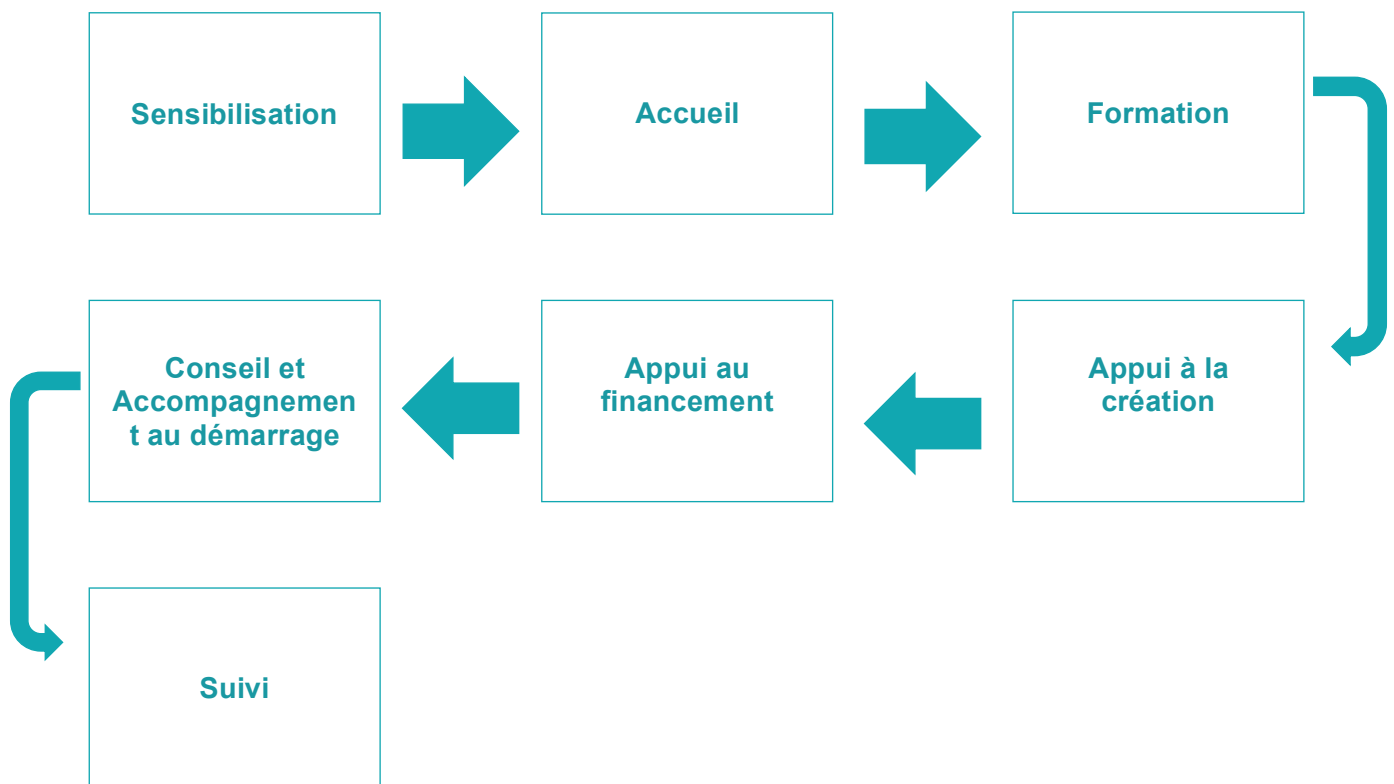 Sensibilisation
Accueil
Formation
Appui à la
création
Appui au
financement
Conseil et
Accompagnemen
t au démarrage
Suivi